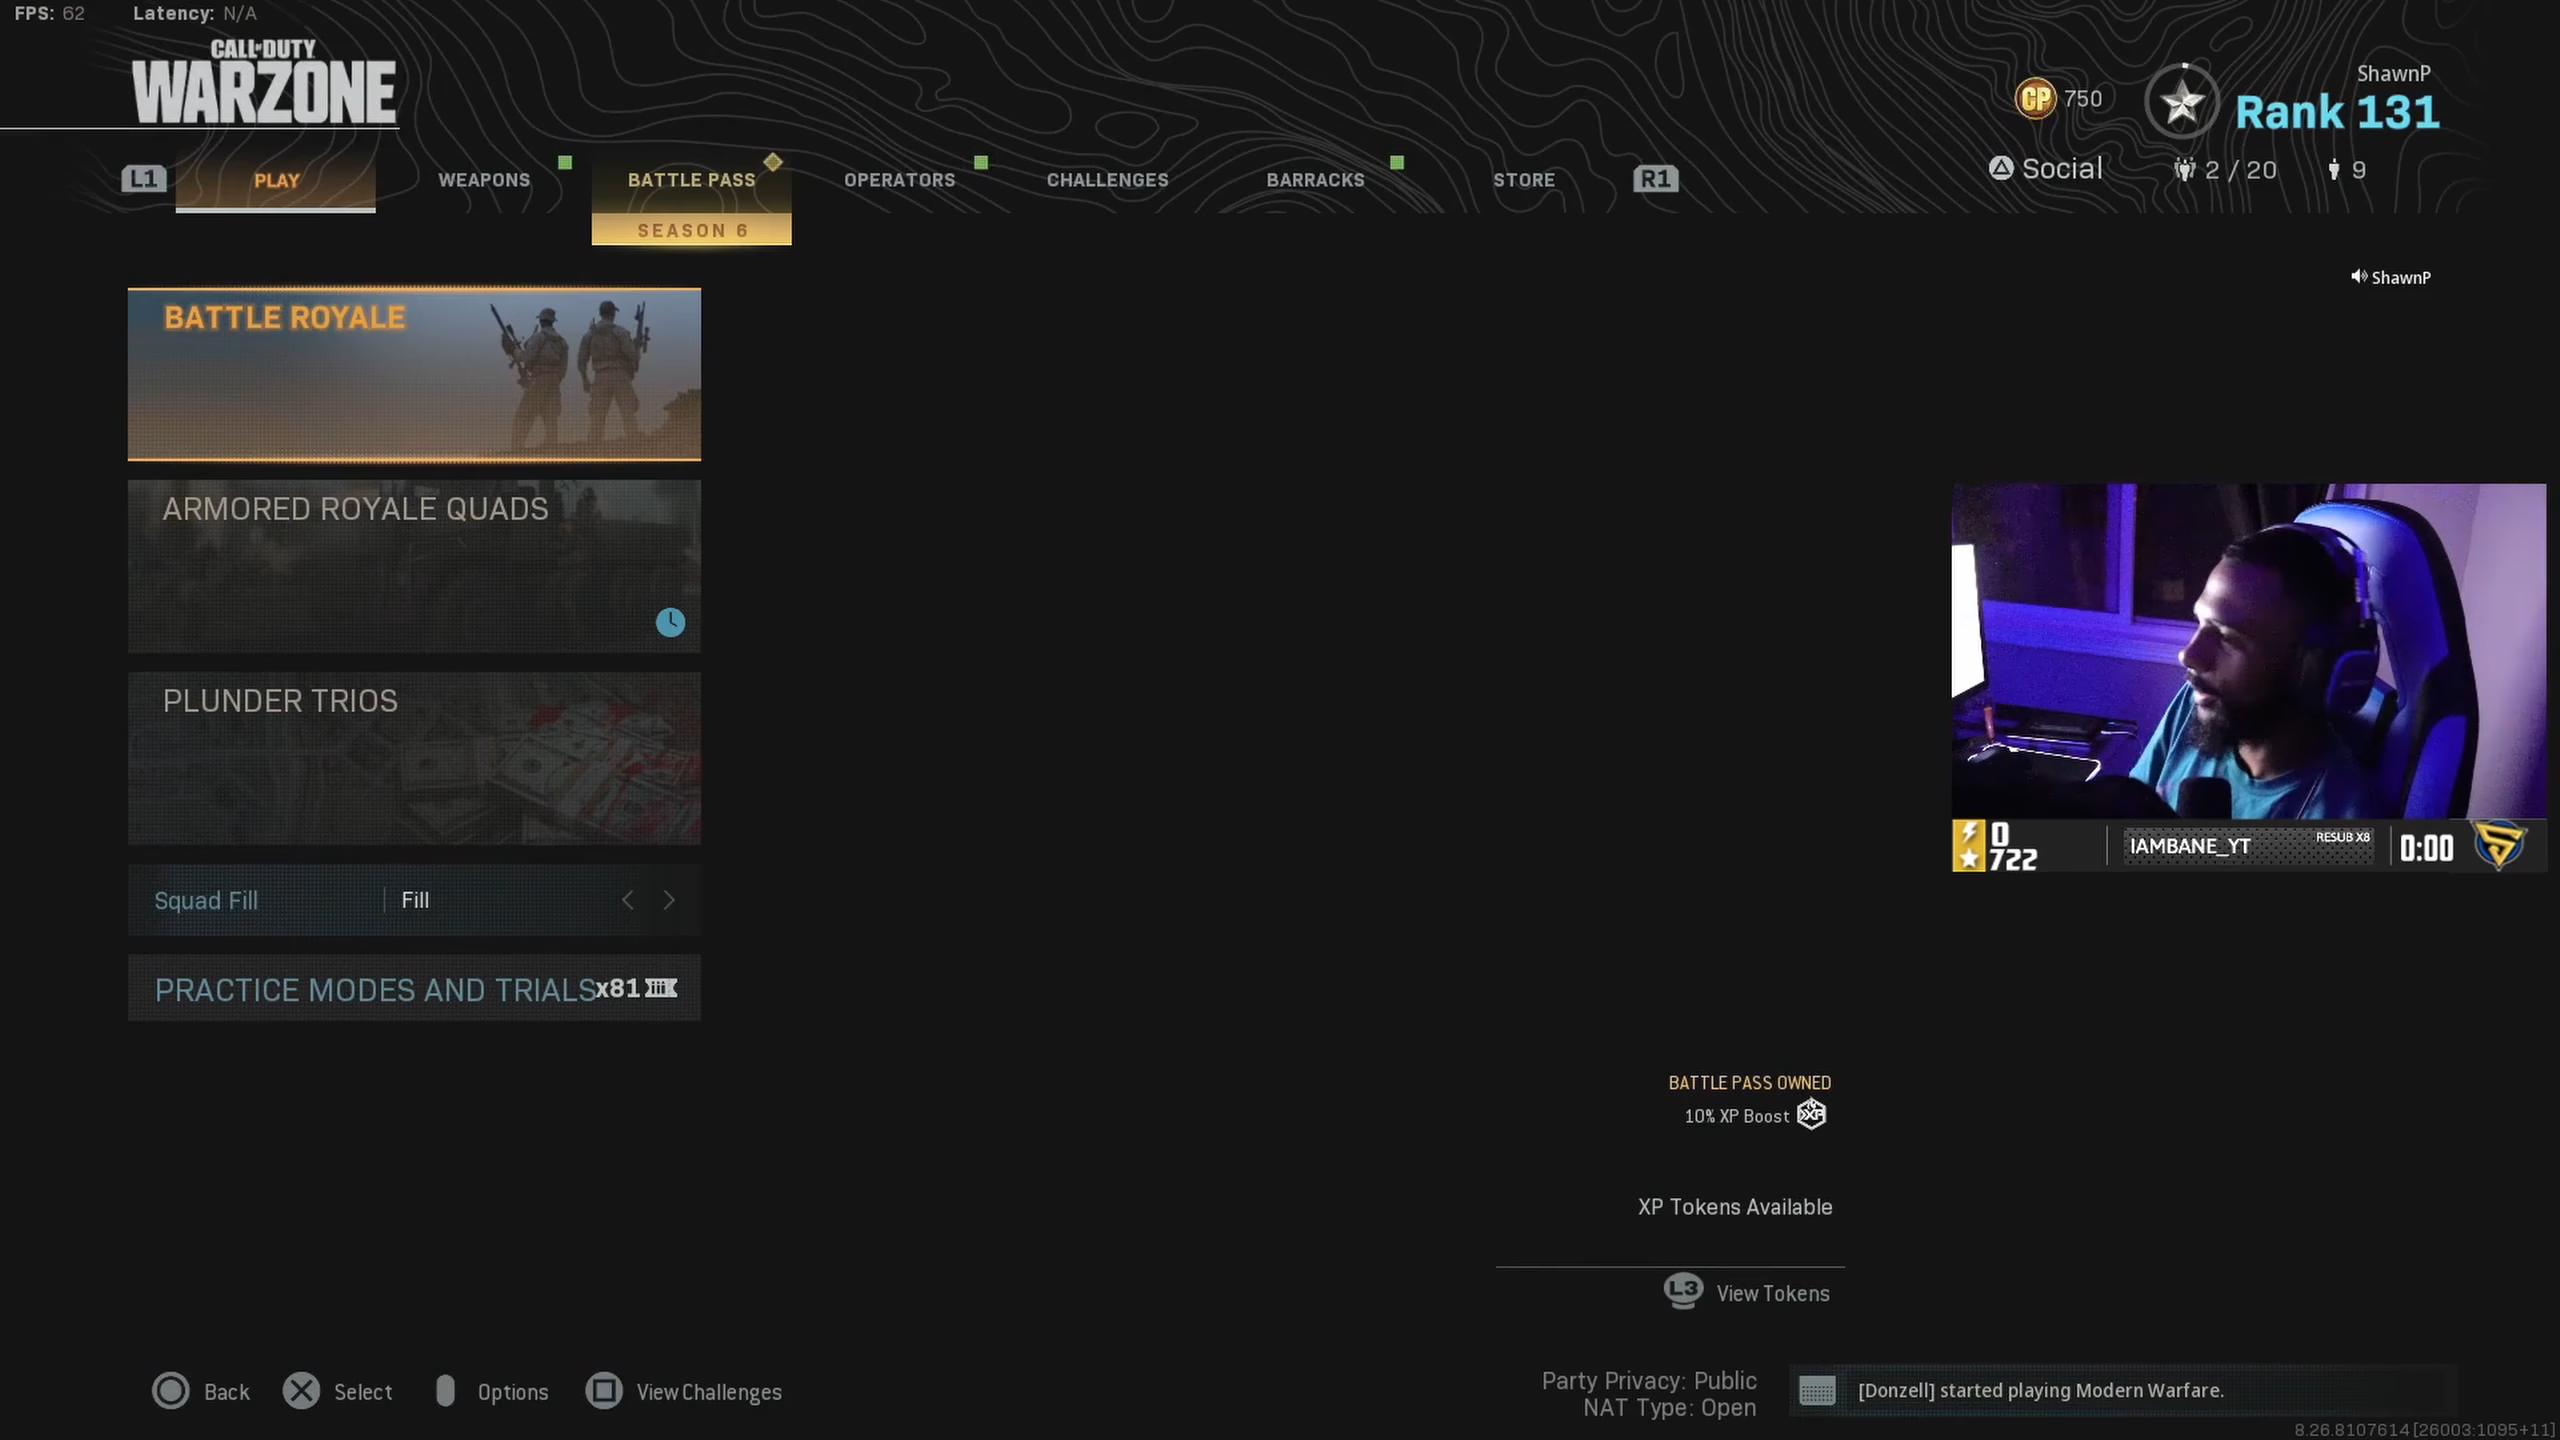 FPS: 62 Latency: N/A
CALL OF DUTY
WARZONE
CP 750
ShawnP
Rank 131
L1 PLAY WEAPONS BATTLE PASS OPERATORS CHALLENGES BARRACKS STORE R1
Social 2 / 20 9
SEASON 6
ShawnP
BATTLE ROYALE
ARMORED ROYALE QUADS
PLUNDER TRIOS
0
722
IAMBANE_YT RESUB X8 0:00
Squad Fill Fill
PRACTICE MODES AND TRIALS x81
BATTLE PASS OWNED
10% XP Boost XP
XP Tokens Available
L3 View Tokens
Back Select Options View Challenges
Party Privacy: Public
NAT Type: Open
[Donzell] started playing Modern Warfare.
8.26.8107614[26003:1095+11]